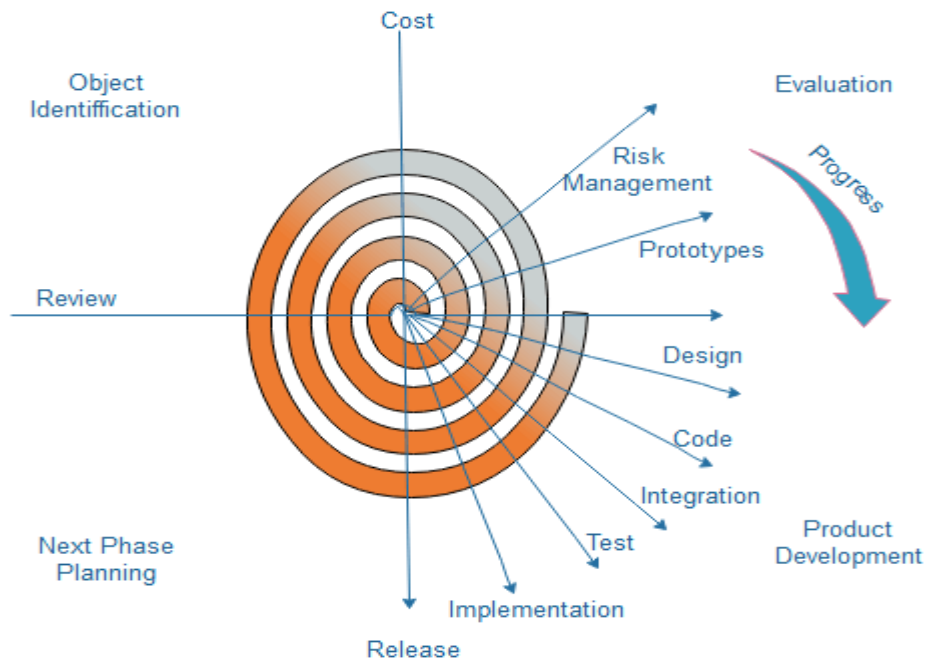 Cost
Object
Identiffication
Evaluation
Risk
Management
Progress
Prototypes
Review
Design
Code
Integration
Test
Next Phase
Planning
Product
Development
Implementation
Release